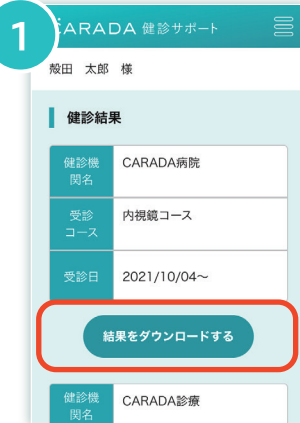 1
CARADA 健診サポート
殻田 太郎 様
健診結果
健診機
関名
CARADA病院
受診
コース
内視鏡コース
受診日
2021/10/04~
結果をダウンロードする
健診機
関名
CARADA診療